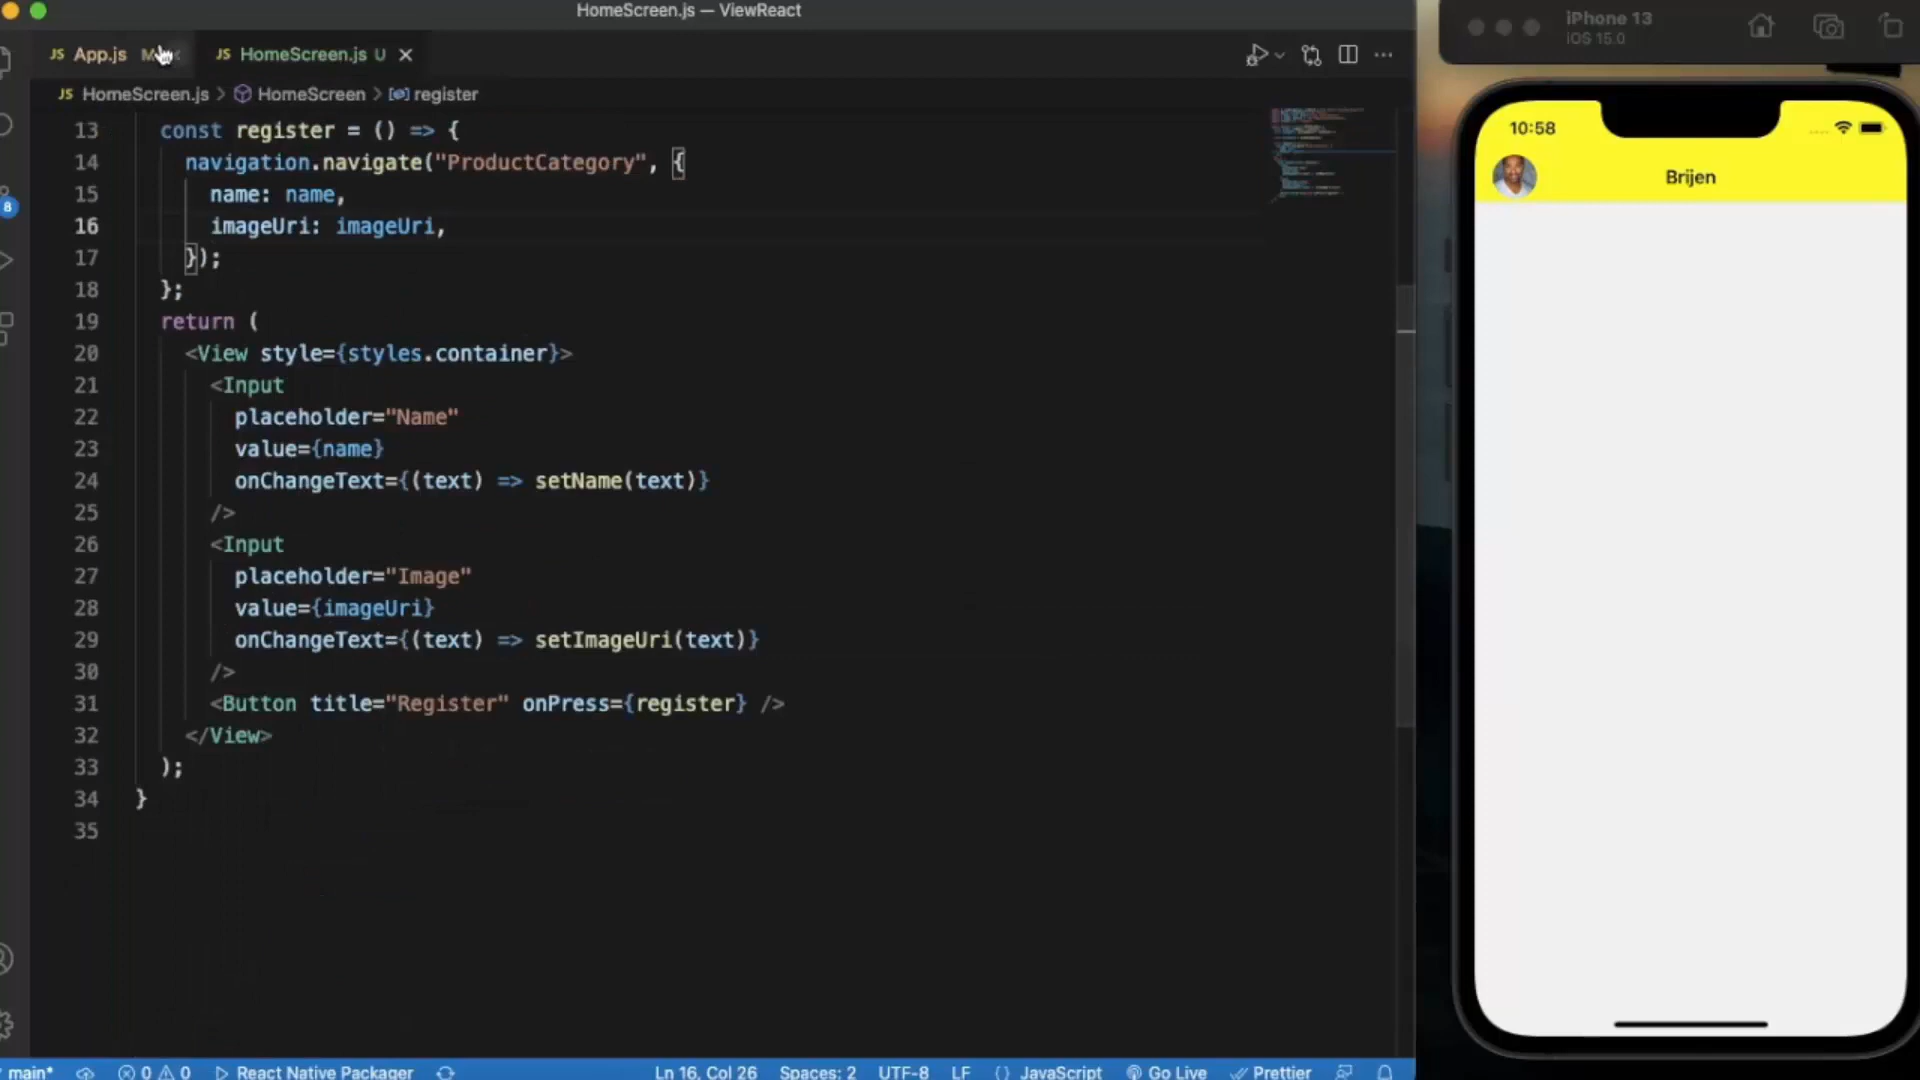 HomeScreen.js — ViewReact
JS App.js M
JS HomeScreen.js U
JS HomeScreen.js > HomeScreen > register
13 const register = () => {
14 navigation.navigate("ProductCategory", {
15 name: name,
16 imageUri: imageUri,
17 });
18 };
19 return (
20 <View style={styles.container}>
21 <Input
22 placeholder="Name"
23 value={name}
24 onChangeText={(text) => setName(text)}
25 />
26 <Input
27 placeholder="Image"
28 value={imageUri}
29 onChangeText={(text) => setImageUri(text)}
30 />
31 <Button title="Register" onPress={register} />
32 </View>
33 );
34 }
35
8
main* 0 0 React Native Packager Ln 16, Col 26 Spaces: 2 UTF-8 LF {} JavaScript Go Live Prettier
iPhone 13
iOS 15.0
10:58
Brijen